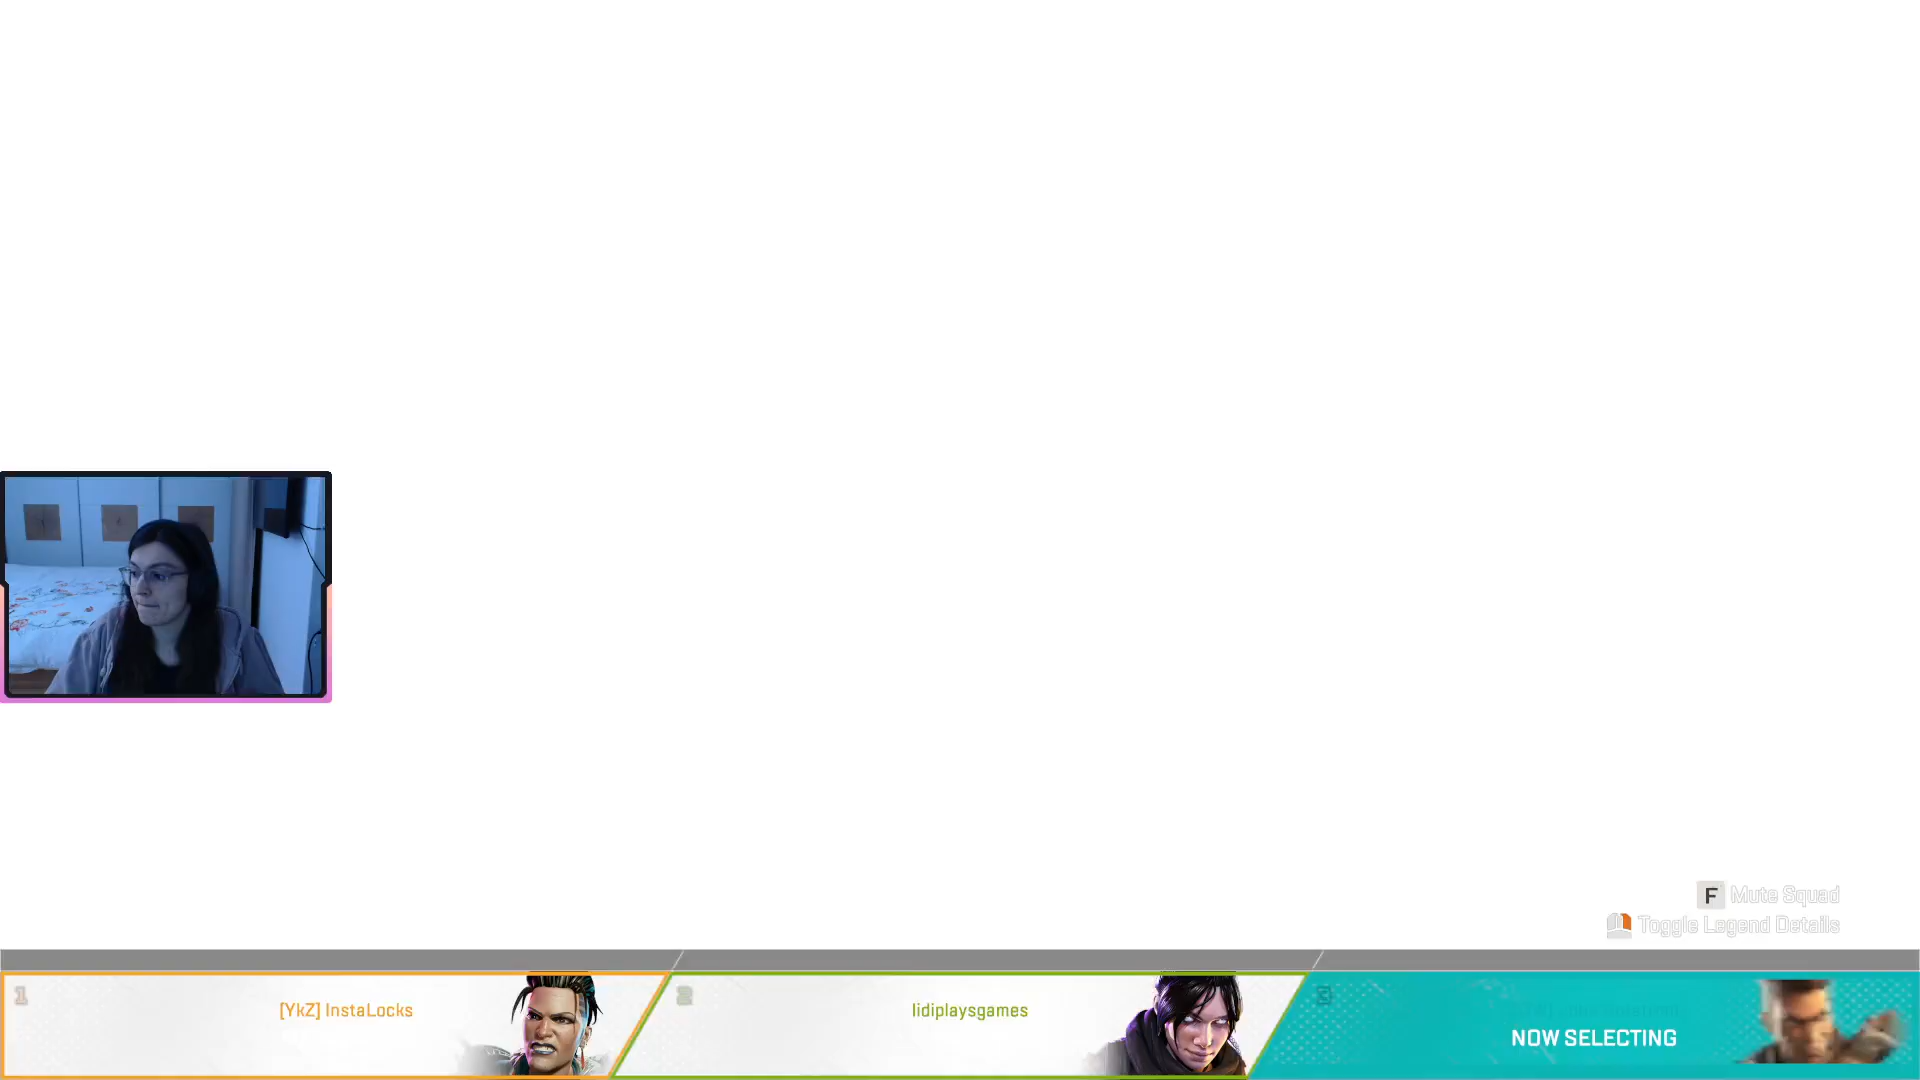 F Mute Squad
Toggle Legend Details
1
[YkZ] InstaLocks
2
lidiplaysgames
3
NOW SELECTING